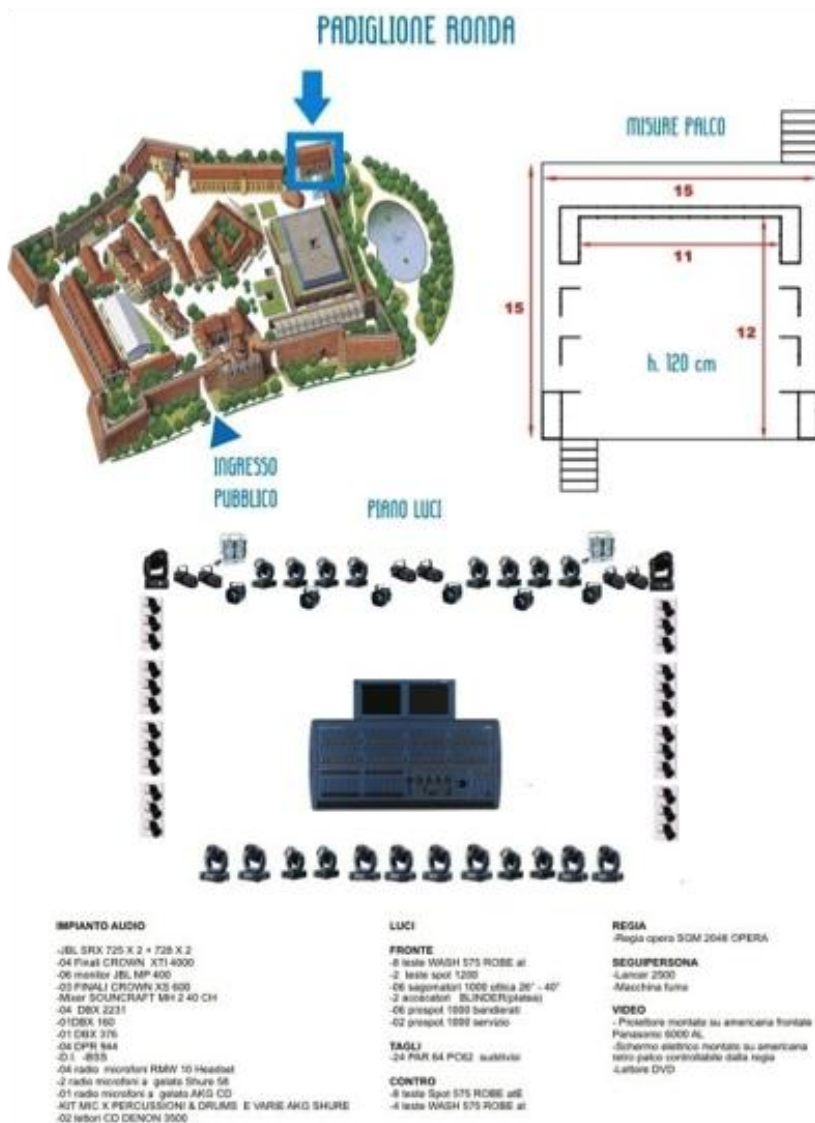 PADIGLIONE RONDA
MISURE PALCO
15
11
15
12
h. 120 cm
INGRESSO
PUBBLICO
PIANO LUCI
IMPIANTO AUDIO
-JBL SRX 725 X 2 + 728 X 2
-04 Finali CROWN XTI 4000
-06 monitor JBL MP 400
-03 FINALI CROWN XS 600
-Mixer SOUNCRAFT MH 2 40 CH
-04 DBX 2231
-01DBX 160
-01 DBX 376
-04 DPR 944
-D.I. -BSS
-04 radio microfoni RMW 10 Headset
-2 radio microfoni a gelato Shure 58
-01 radio microfoni a gelato AKG CD
-KIT MIC X PERCUSSIONI & DRUMS E VARIE AKG SHURE
-02 lettori CD DENON 3500
LUCI
FRONTE
-8 teste WASH 575 ROBE at
-2 teste spot 1200
-06 sagomatori 1000 ottica 26° - 40°
-2 accecatori BLINDER(platea)
-06 prospot 1000 bandierati
-02 prospot 1000 servizio
TAGLI
-24 PAR 64 PC62 suddivisi
CONTRO
-8 teste Spot 575 ROBE atE
-4 teste WASH 575 ROBE at
REGIA
-Regia opera SGM 2048 OPERA
SEGUIPERSONA
-Lancer 2500
-Macchina fumo
VIDEO
- Proiettore montato su americana frontale
Panasonic 6000 AL
-Schermo elettrico montato su americana
retro palco controllabile dalla regia
-Lettore DVD